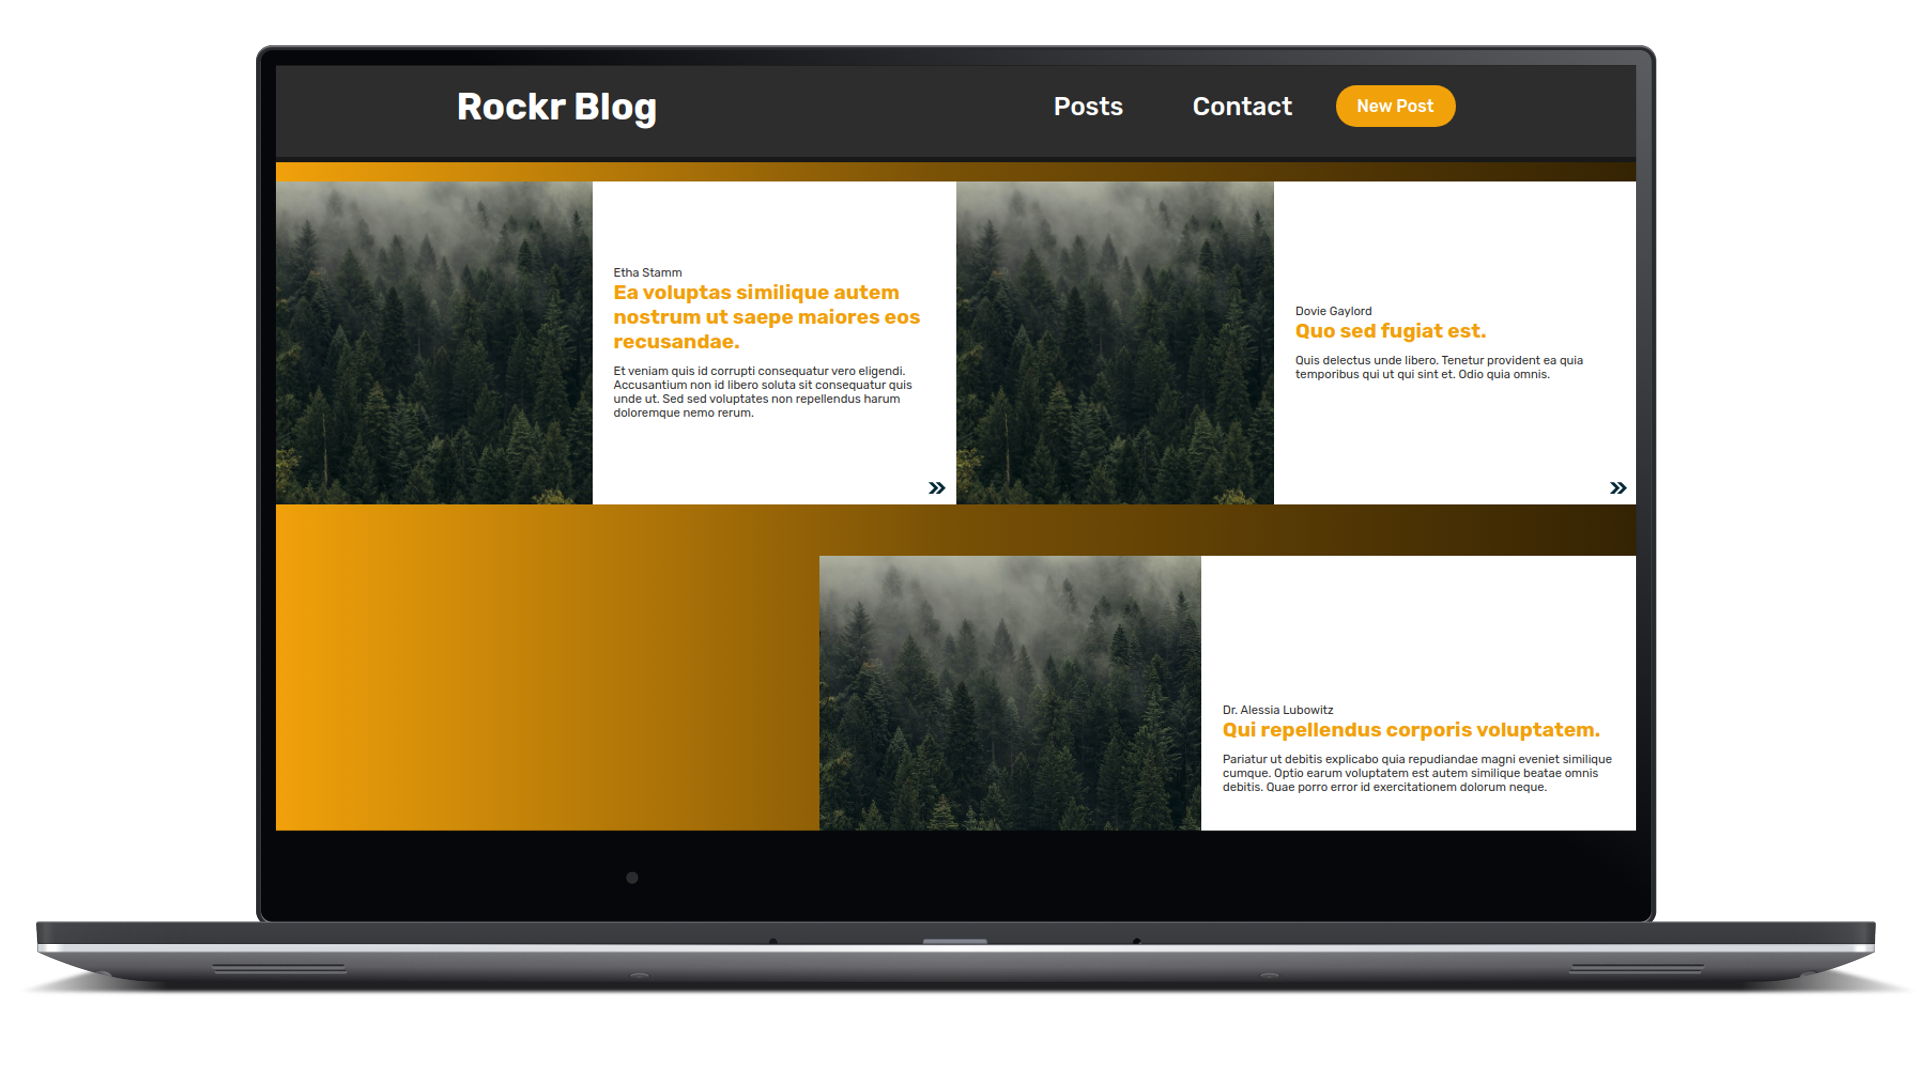 Rockr Blog
Posts
Contact
New Post
Etha Stamm
Ea voluptas similique autem
nostrum ut saepe maiores eos
recusandae.
Et veniam quis id corrupti consequatur vero eligendi.
Accusantium non id libero soluta sit consequatur quis
unde ut. Sed sed voluptates non repellendus harum
doloremque nemo rerum.
Dovie Gaylord
Quo sed fugiat est.
Quis delectus unde libero. Tenetur provident ea quia
temporibus qui ut qui sint et. Odio quia omnis.
Dr. Alessia Lubowitz
Qui repellendus corporis voluptatem.
Pariatur ut debitis explicabo quia repudiandae magni eveniet similique
cumque. Optio earum voluptatem est autem similique beatae omnis
debitis. Quae porro error id exercitationem dolorum neque.